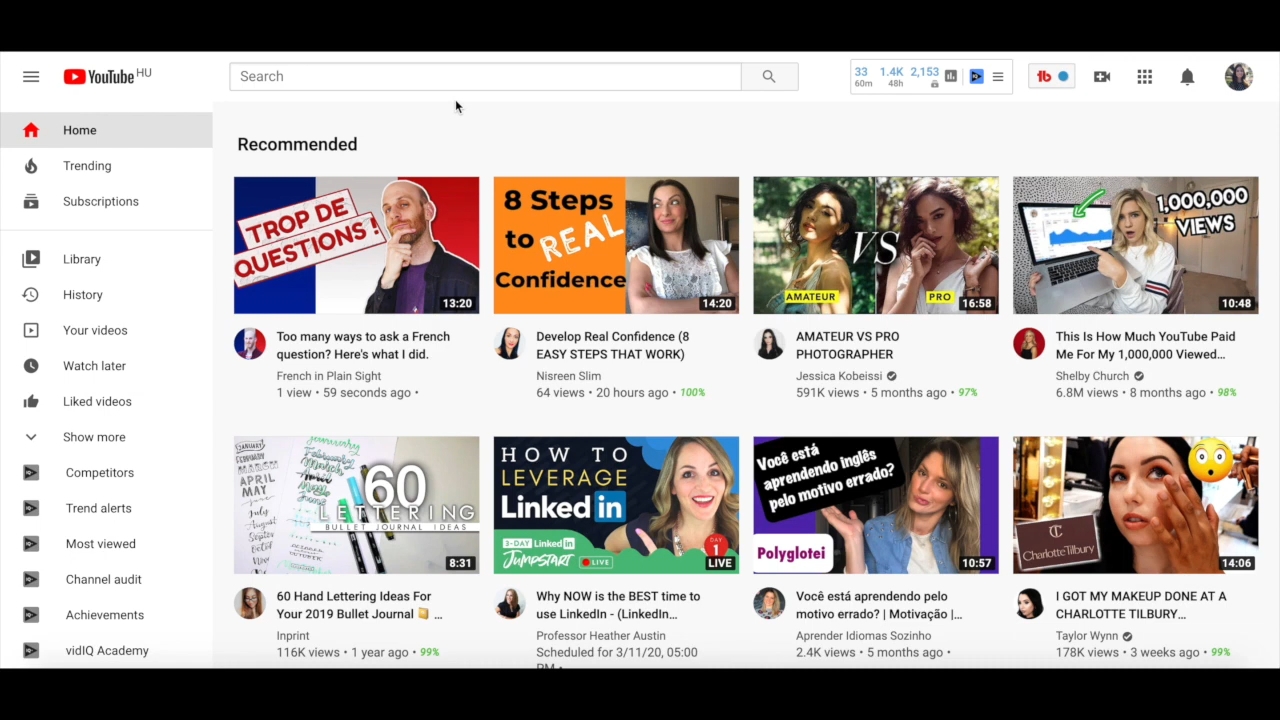 YouTube HU
Search
33 1.4K 2,153
60m 48h
tb
Home
Trending
Subscriptions
Library
History
Your videos
Watch later
Liked videos
Show more
Competitors
Trend alerts
Most viewed
Channel audit
Achievements
vidIQ Academy
Recommended
TROP DE
QUESTIONS!
13:20
Too many ways to ask a French
question? Here's what I did.
French in Plain Sight
1 view • 59 seconds ago •
8 Steps
to REAL
Confidence
14:20
Develop Real Confidence (8
EASY STEPS THAT WORK)
Nisreen Slim
64 views • 20 hours ago • 100%
VS
AMATEUR
PRO
16:58
AMATEUR VS PRO
PHOTOGRAPHER
Jessica Kobeissi
591K views • 5 months ago • 97%
1,000,000
VIEWS
10:48
This Is How Much YouTube Paid
Me For My 1,000,000 Viewed...
Shelby Church
6.8M views • 8 months ago • 98%
60
LETTERING
BULLET JOURNAL IDEAS
8:31
60 Hand Lettering Ideas For
Your 2019 Bullet Journal 📔 ...
Inprint
116K views • 1 year ago • 99%
HOW TO
LEVERAGE
Linked in
3-DAY Linked in
JUMPSTART LIVE
DAY
1
LIVE
Why NOW is the BEST time to
use LinkedIn - (LinkedIn...
Professor Heather Austin
Scheduled for 3/11/20, 05:00
PM •
Você está
aprendendo inglês
pelo motivo errado?
Polyglotei
10:57
Você está aprendendo pelo
motivo errado? | Motivação |...
Aprender Idiomas Sozinho
2.4K views • 5 months ago •
CT
Charlotte Tilbury
14:06
I GOT MY MAKEUP DONE AT A
CHARLOTTE TILBURY...
Taylor Wynn
178K views • 3 weeks ago • 99%